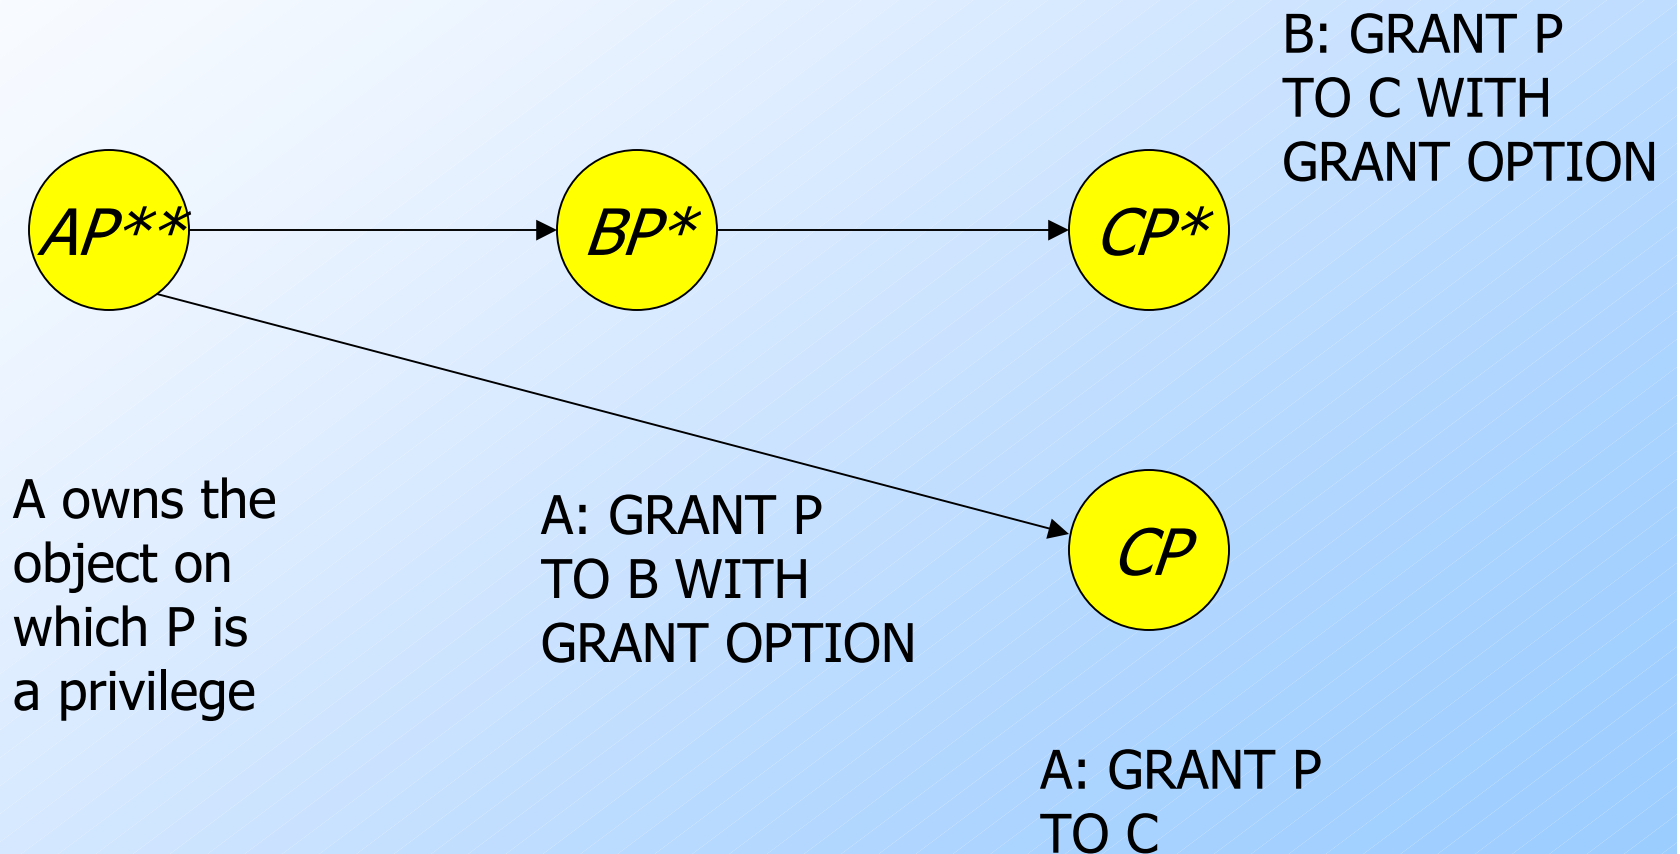 B: GRANT P
TO C WITH
GRANT OPTION
AP**
BP*
CP*
A owns the
object on
which P is
a privilege
A: GRANT P
TO B WITH
GRANT OPTION
CP
A: GRANT P
TO C